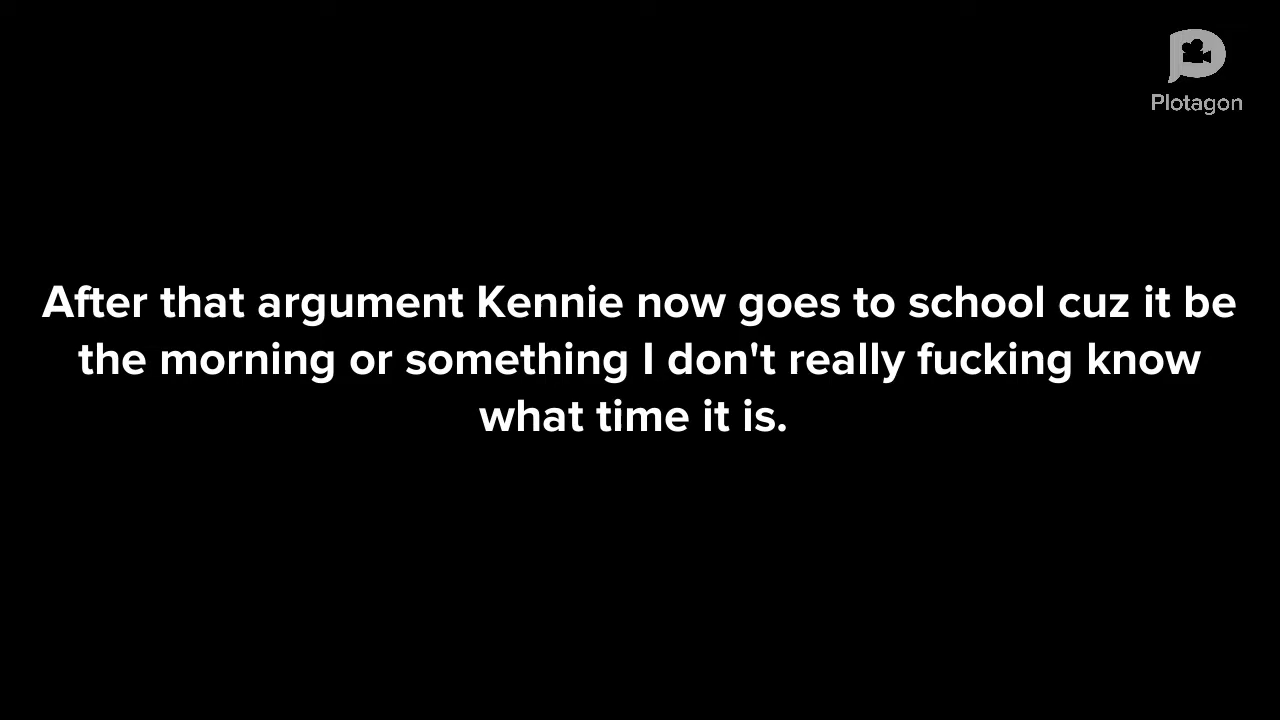 Plotagon
After that argument Kennie now goes to school cuz it be
the morning or something I don't really fucking know
what time it is.